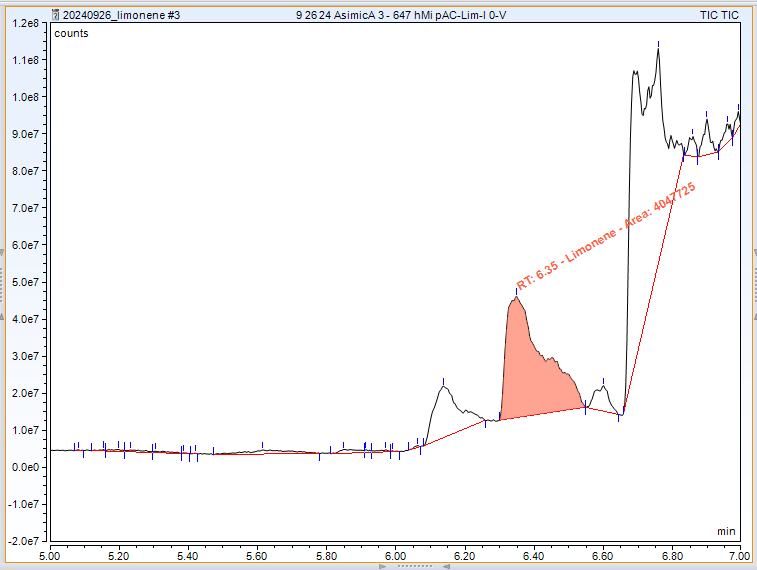 20240926_limonene #3
9 26 24 AsimicA 3 - 647 hMi pAC-Lim-I 0-V
TIC TIC
counts
1.2e8
1.1e8
1.0e8
9.0e7
8.0e7
7.0e7
6.0e7
5.0e7
4.0e7
3.0e7
2.0e7
1.0e7
0.0e0
-1.0e7
-2.0e7
RT: 6.35 - Limonene - Area: 4047725
min
5.00
5.20
5.40
5.60
5.80
6.00
6.20
6.40
6.60
6.80
7.00